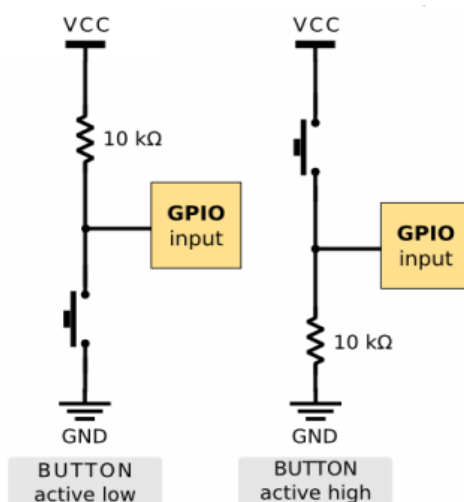 VCC
10 kΩ
GPIO
input
GND
BUTTON
active low
VCC
GPIO
input
10 kΩ
GND
BUTTON
active high